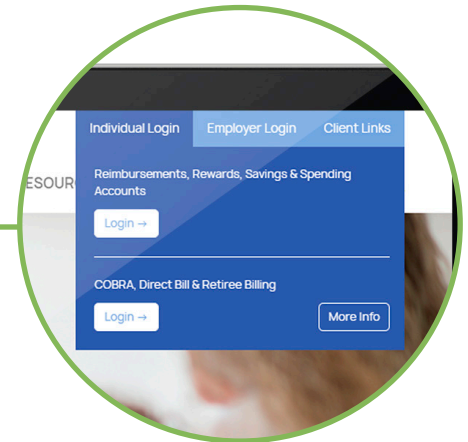 Individual Login Employer Login Client Links
ESOUR
Reimbursements, Rewards, Savings & Spending
Accounts
Login →
COBRA, Direct Bill & Retiree Billing
Login → More Info